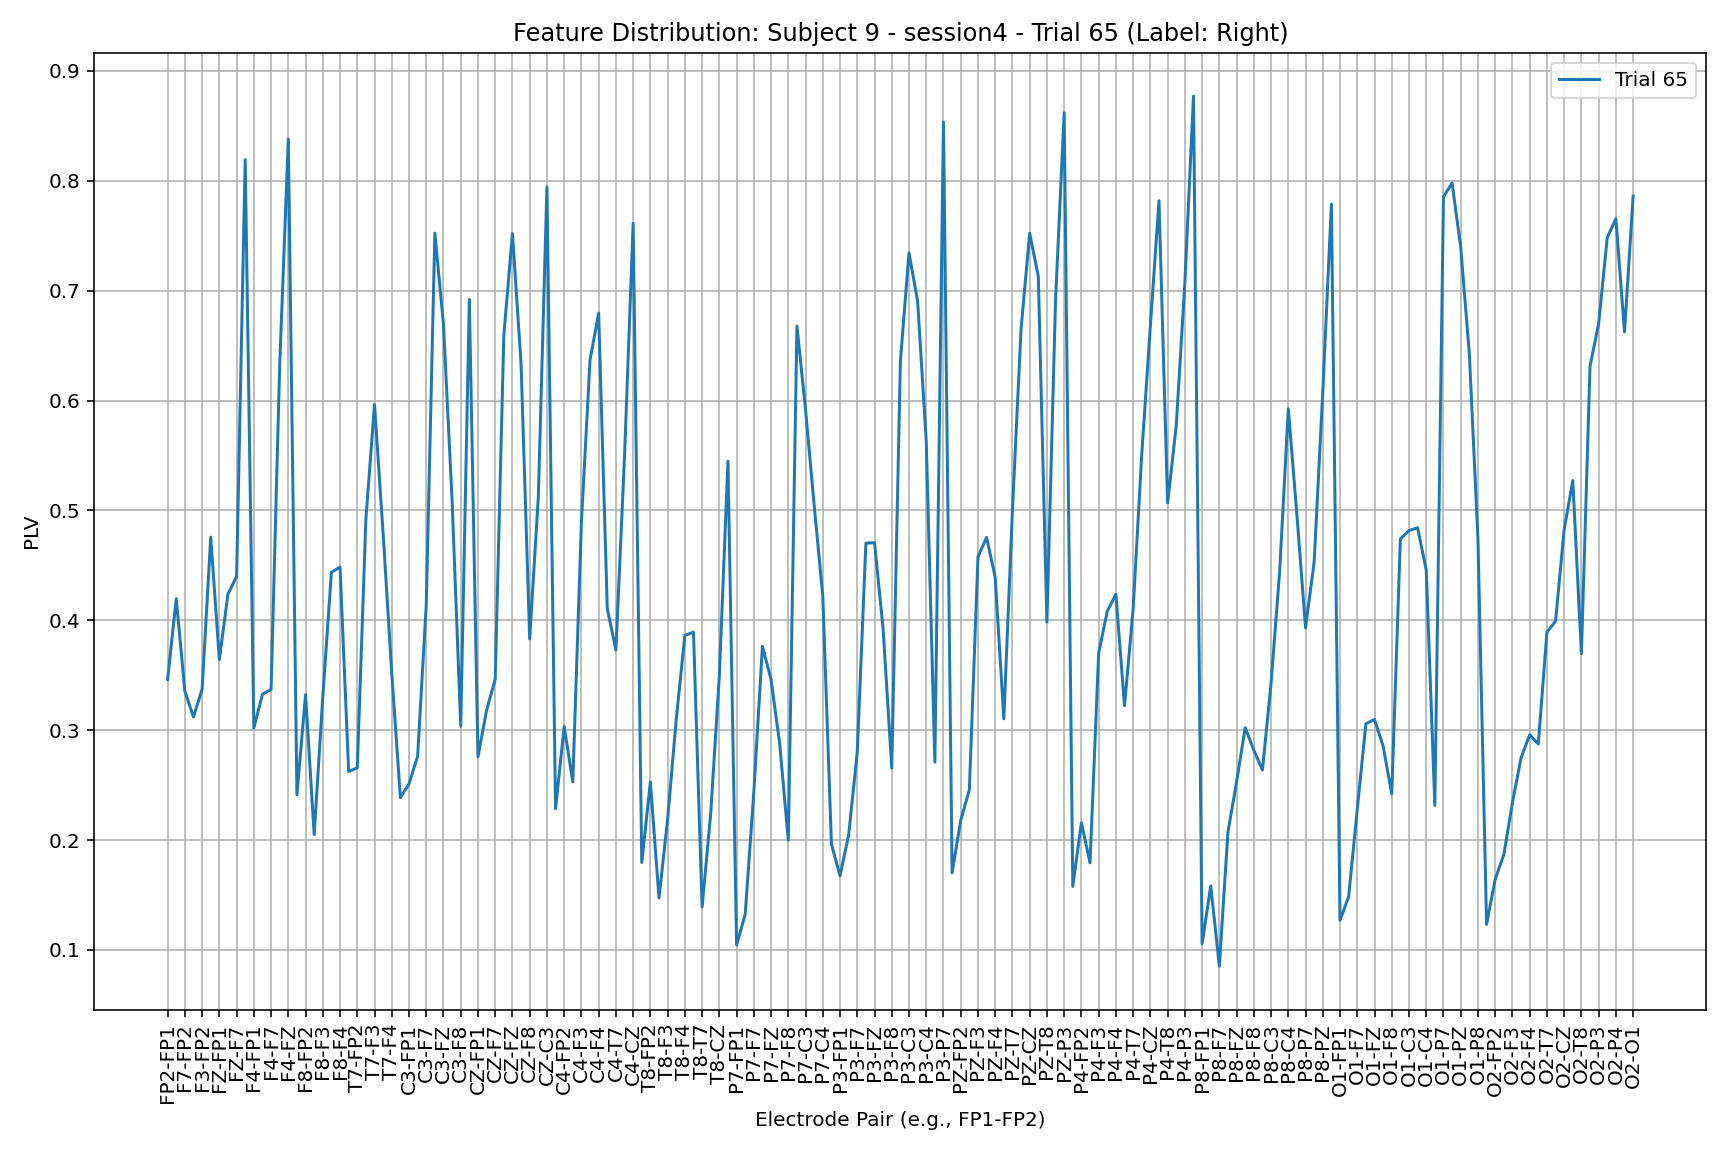 Feature Distribution: Subject 9 - session4 - Trial 65 (Label: Right)
Trial 65
0.9
0.8
0.7
0.6
0.5
0.4
0.3
0.2
0.1
PLV
FP2-FP1
F7-FP2
F3-FP2
FZ-FP1
FZ-F7
F4-FP1
F4-F7
F4-FZ
F8-FP2
F8-F3
F8-F4
T7-FP2
T7-F3
T7-F4
C3-FP1
C3-F7
C3-FZ
C3-F8
CZ-FP1
CZ-F7
CZ-FZ
CZ-F8
CZ-C3
C4-FP2
C4-F3
C4-F4
C4-T7
C4-CZ
T8-FP2
T8-F3
T8-F4
T8-T7
T8-CZ
P7-FP1
P7-F7
P7-FZ
P7-F8
P7-C3
P7-C4
P3-FP1
P3-F7
P3-FZ
P3-F8
P3-C3
P3-C4
P3-P7
PZ-FP2
PZ-F3
PZ-F4
PZ-T7
PZ-CZ
PZ-T8
PZ-P3
P4-FP2
P4-F3
P4-F4
P4-T7
P4-CZ
P4-T8
P4-P3
P8-FP1
P8-F7
P8-FZ
P8-F8
P8-C3
P8-C4
P8-P7
P8-PZ
O1-FP1
O1-F7
O1-FZ
O1-F8
O1-C3
O1-C4
O1-P7
O1-PZ
O1-P8
O2-FP2
O2-F3
O2-F4
O2-T7
O2-CZ
O2-T8
O2-P3
O2-P4
O2-O1
Electrode Pair (e.g., FP1-FP2)